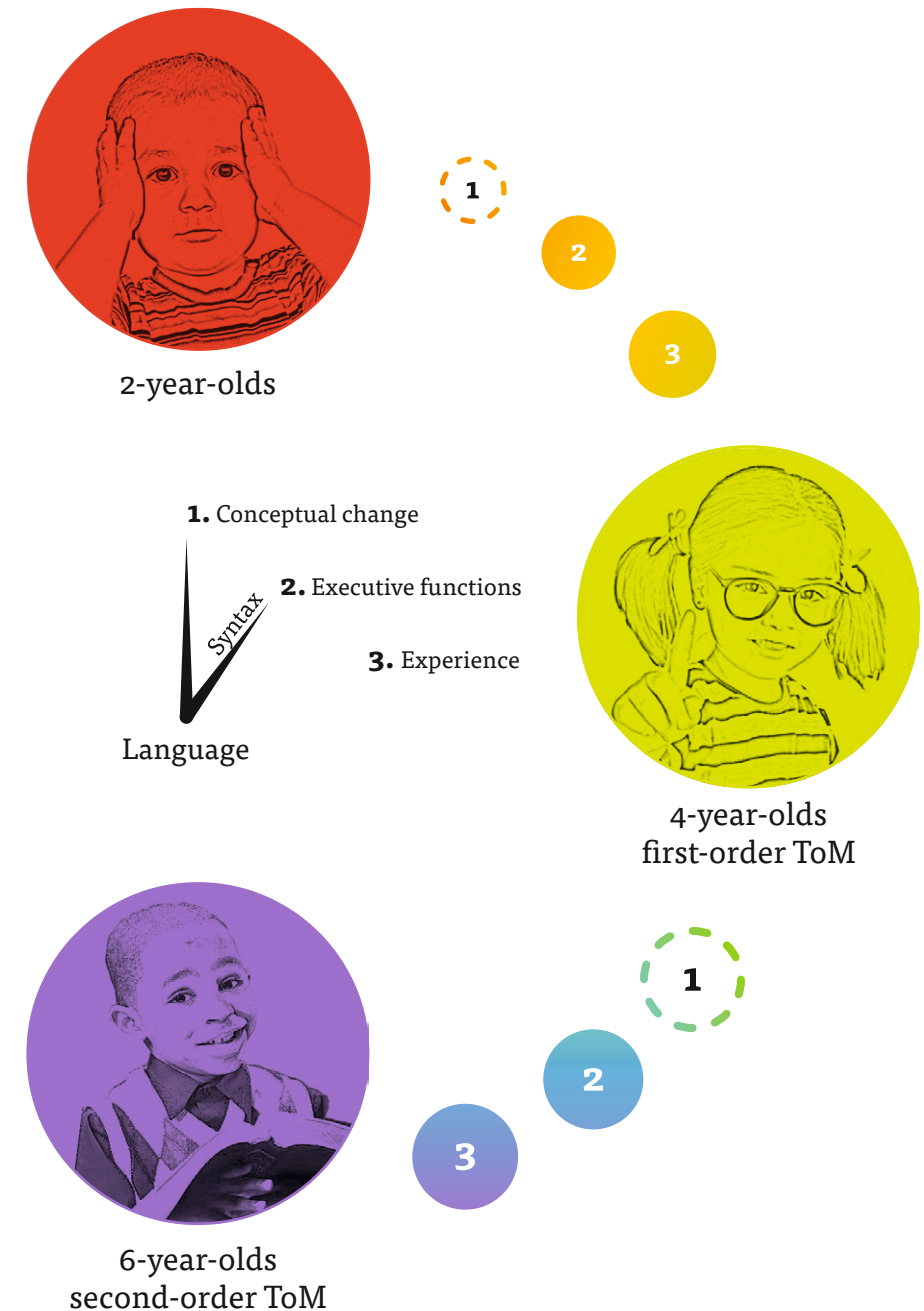 1
2
3
2-year-olds
1. Conceptual change
2. Executive functions
Syntax
3. Experience
Language
4-year-olds
first-order ToM
1
2
3
6-year-olds
second-order ToM